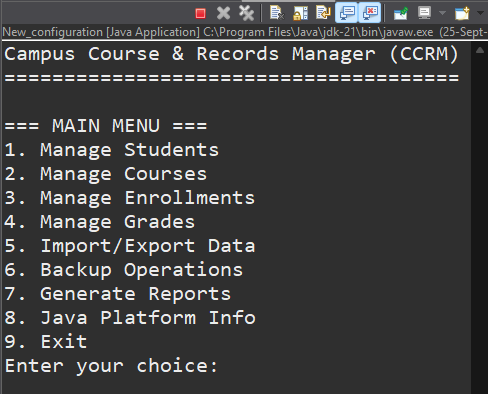 New_configuration [Java Application] C:\Program Files\Java\jdk-21\bin\javaw.exe (25-Sept-
Campus Course & Records Manager (CCRM)
======================================

=== MAIN MENU ===
1. Manage Students
2. Manage Courses
3. Manage Enrollments
4. Manage Grades
5. Import/Export Data
6. Backup Operations
7. Generate Reports
8. Java Platform Info
9. Exit
Enter your choice: